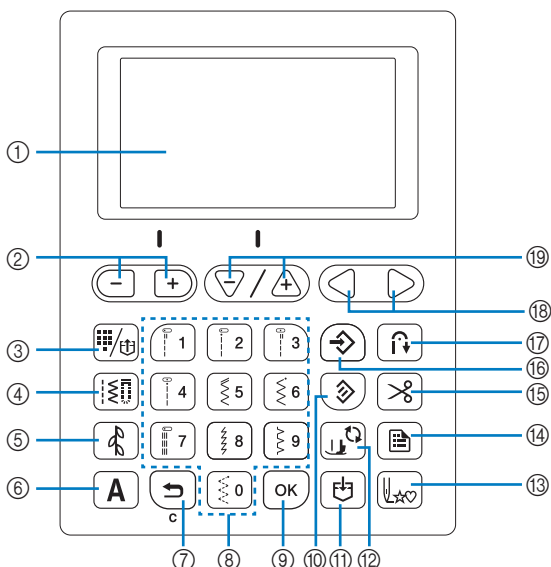 ①
② − + − / + ⑲
⑱
③ 1 2 3 ⑰
⑯
④ 4 5 6 ⑮
⑤ 7 8 9 ⑭
⑥ A 0 OK ⑬
c
⑦ ⑧ ⑨ ⑩ ⑪ ⑫